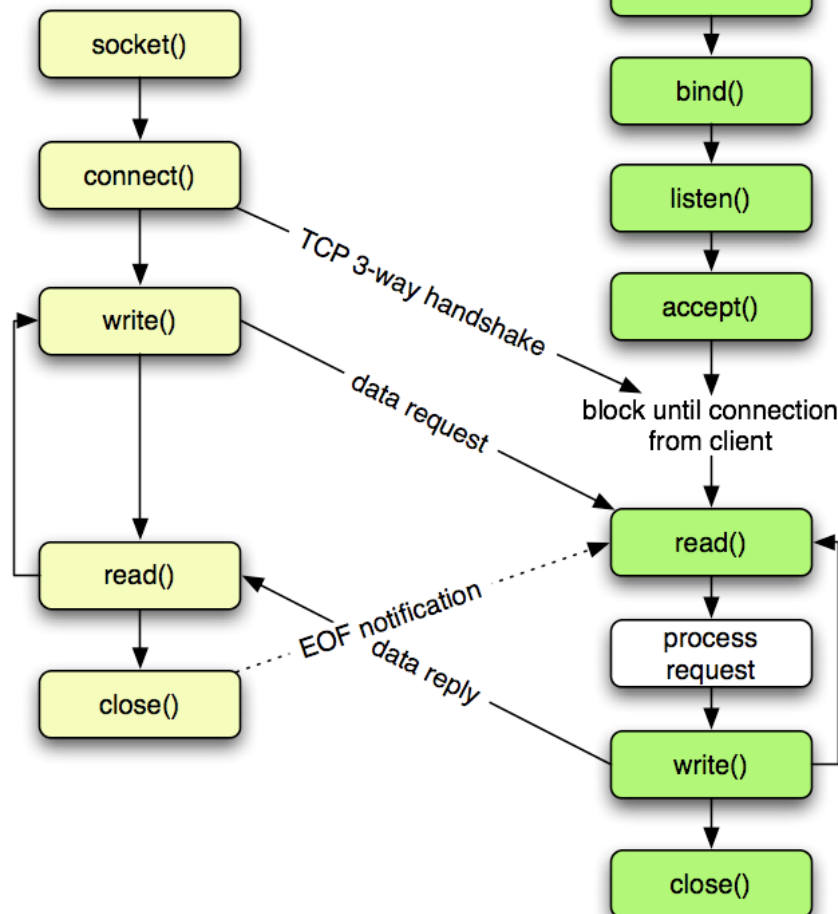 socket()
connect()
write()
read()
close()
TCP 3-way handshake
data request
EOF notification
data reply
bind()
listen()
accept()
block until connection
from client
read()
process
request
write()
close()